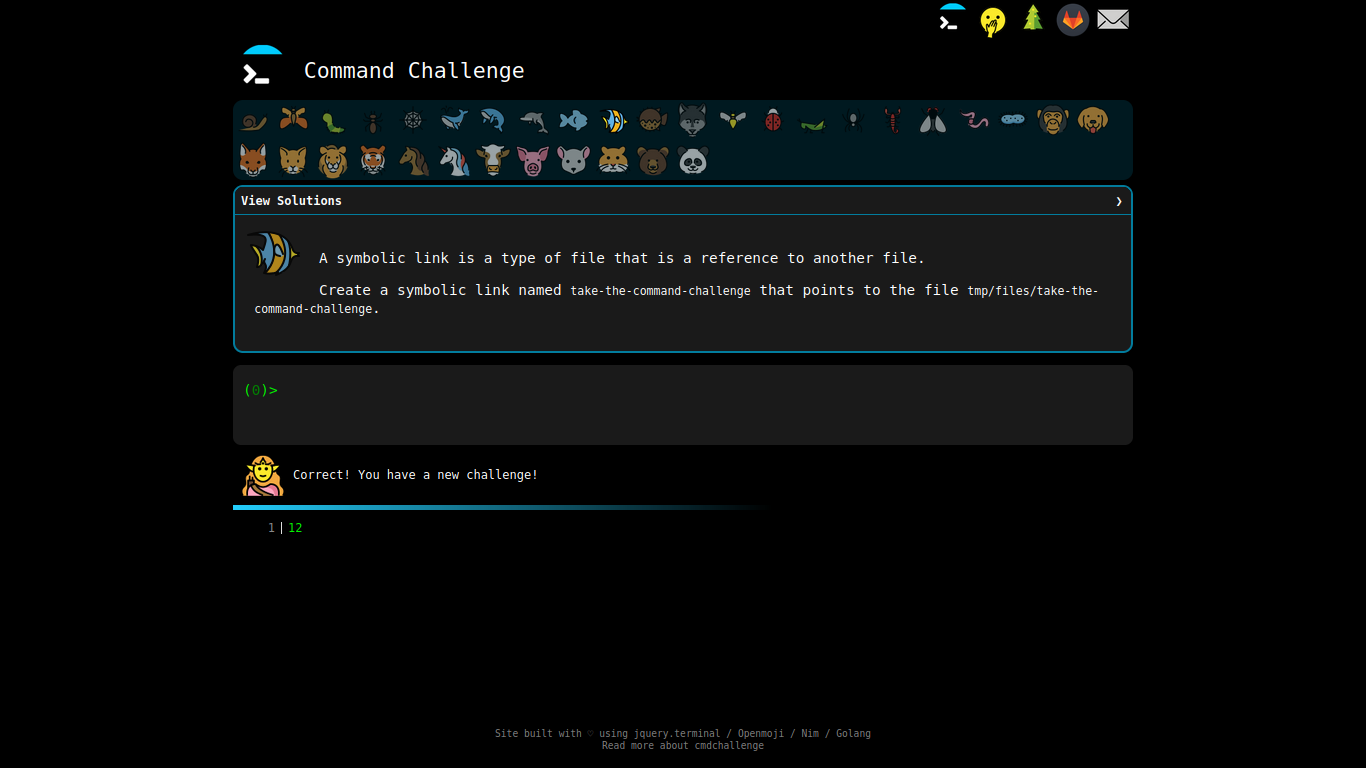 Command Challenge
View Solutions ❯
A symbolic link is a type of file that is a reference to another file.
Create a symbolic link named take-the-command-challenge that points to the file tmp/files/take-the-
command-challenge.
(0)>
Correct! You have a new challenge!
1 12
Site built with ♡ using jquery.terminal / Openmoji / Nim / Golang
Read more about cmdchallenge